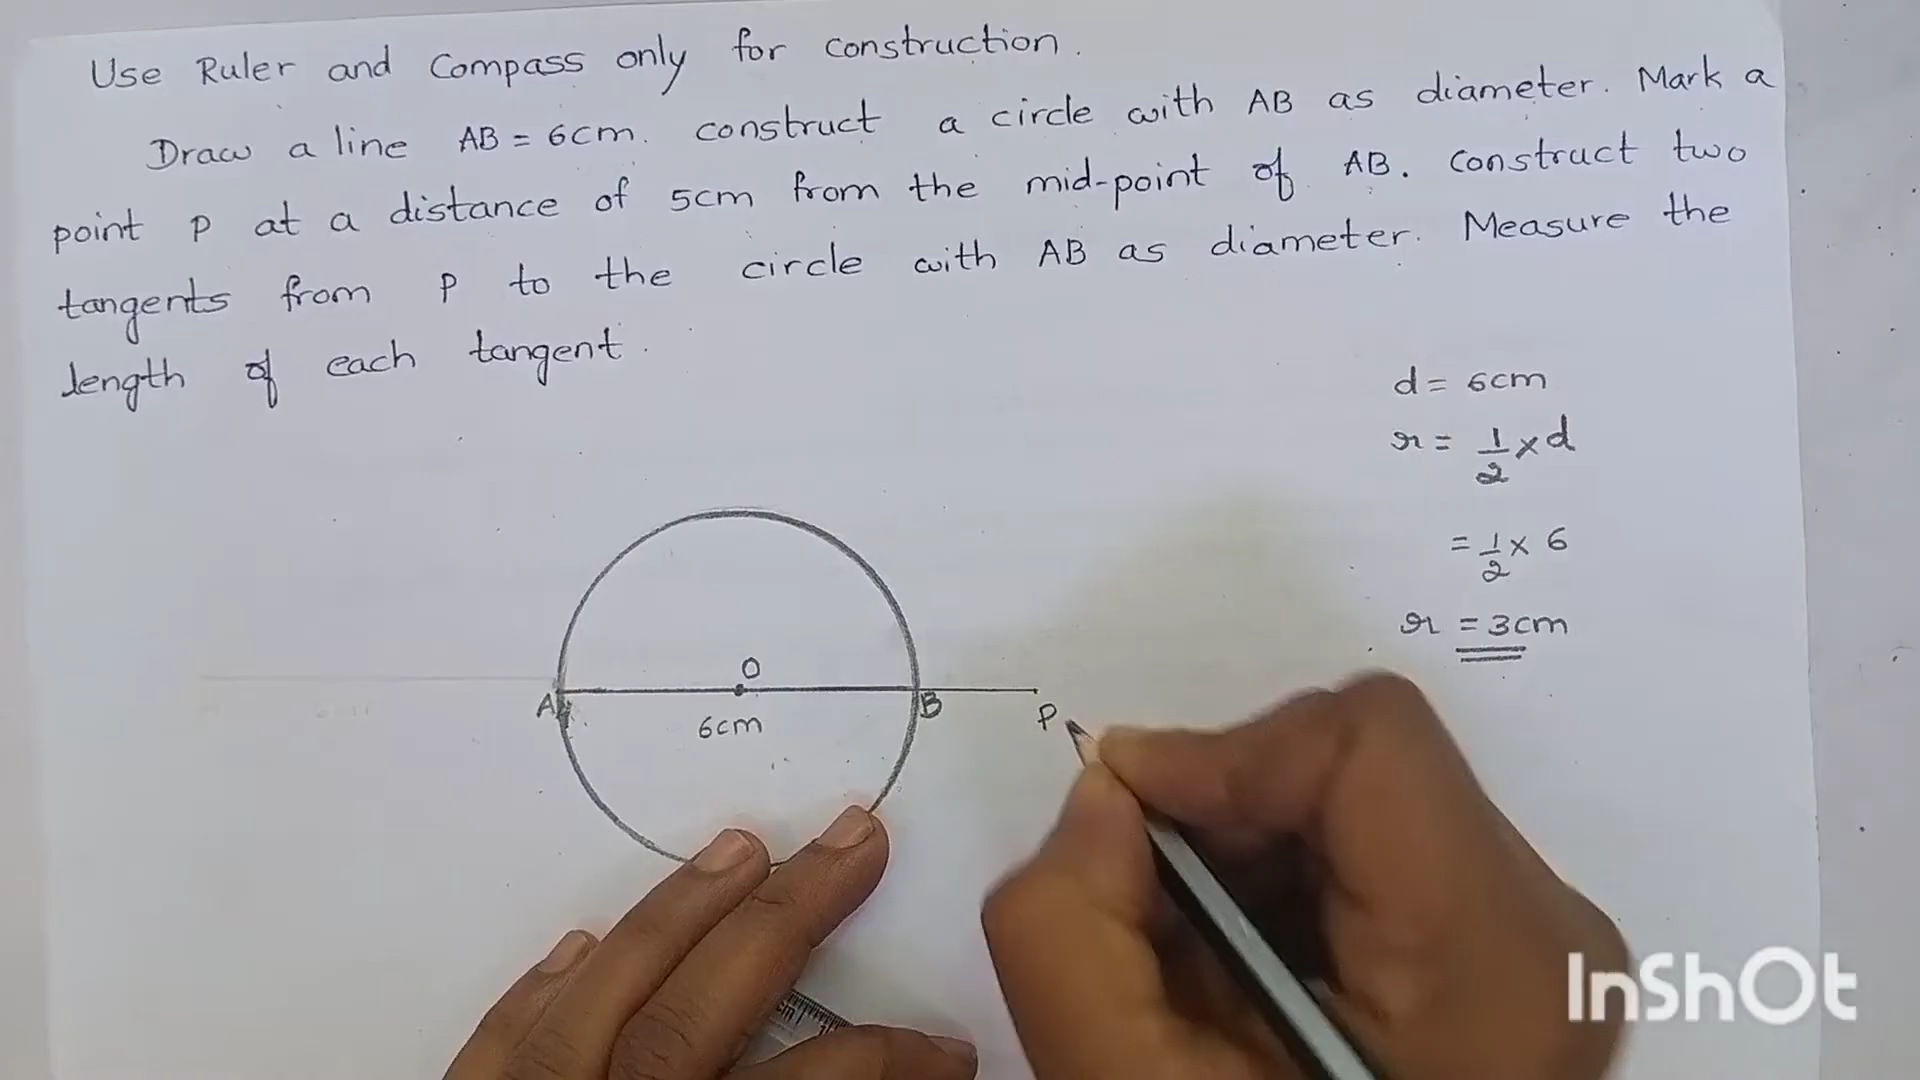 Use Ruler and Compass only for construction.
Draw a line AB = 6cm. construct a circle with AB as diameter. Mark a
point P at a distance of 5cm from the mid-point of AB. Construct two
tangents from P to the circle with AB as diameter. Measure the
length of each tangent.
d = 6cm
r = 1/2 × d
= 1/2 × 6
r = 3cm
O
A B
P
6cm
cm
InShOt